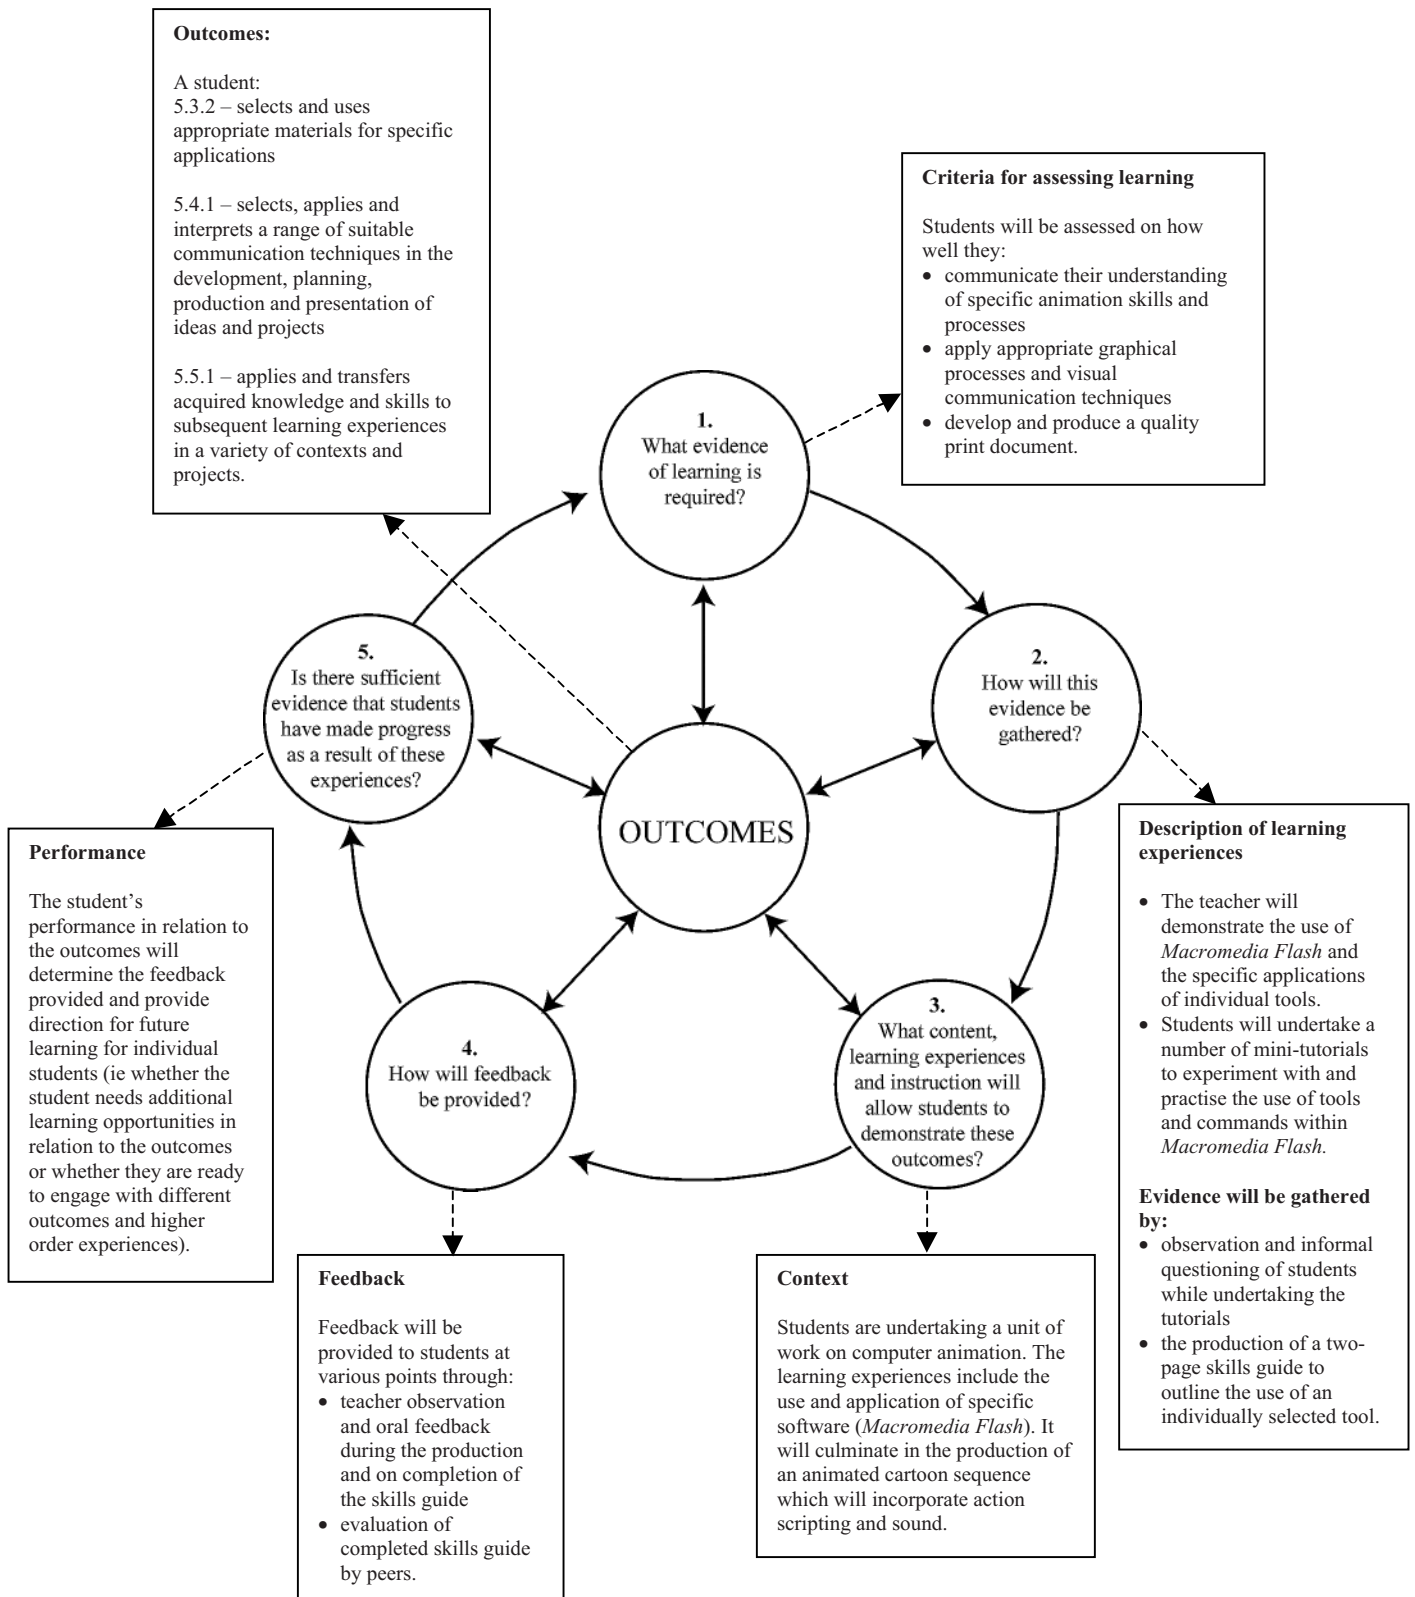 Outcomes:
A student:
5.3.2 – selects and uses
appropriate materials for specific
applications
5.4.1 – selects, applies and
interprets a range of suitable
communication techniques in the
development, planning,
production and presentation of
ideas and projects
5.5.1 – applies and transfers
acquired knowledge and skills to
subsequent learning experiences
in a variety of contexts and
projects.
Criteria for assessing learning
Students will be assessed on how
well they:
• communicate their understanding
of specific animation skills and
processes
• apply appropriate graphical
processes and visual
communication techniques
• develop and produce a quality
print document.
1.
What evidence
of learning is
required?
2.
How will this
evidence be
gathered?
5.
Is there sufficient
evidence that students
have made progress
as a result of these
experiences?
OUTCOMES
Description of learning
experiences
• The teacher will
demonstrate the use of
Macromedia Flash and
the specific applications
of individual tools.
• Students will undertake a
number of mini-tutorials
to experiment with and
practise the use of tools
and commands within
Macromedia Flash.
Evidence will be gathered
by:
• observation and informal
questioning of students
while undertaking the
tutorials
• the production of a two-
page skills guide to
outline the use of an
individually selected tool.
Performance
The student’s
performance in relation to
the outcomes will
determine the feedback
provided and provide
direction for future
learning for individual
students (ie whether the
student needs additional
learning opportunities in
relation to the outcomes
or whether they are ready
to engage with different
outcomes and higher
order experiences).
3.
What content,
learning experiences
and instruction will
allow students to
demonstrate these
outcomes?
4.
How will feedback
be provided?
Feedback
Feedback will be
provided to students at
various points through:
• teacher observation
and oral feedback
during the production
and on completion of
the skills guide
• evaluation of
completed skills guide
by peers.
Context
Students are undertaking a unit of
work on computer animation. The
learning experiences include the
use and application of specific
software (Macromedia Flash). It
will culminate in the production of
an animated cartoon sequence
which will incorporate action
scripting and sound.